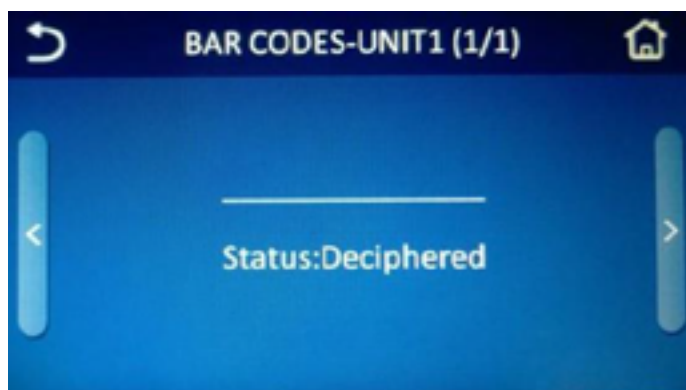 BAR CODES-UNIT1 (1/1)
< >
Status:Deciphered